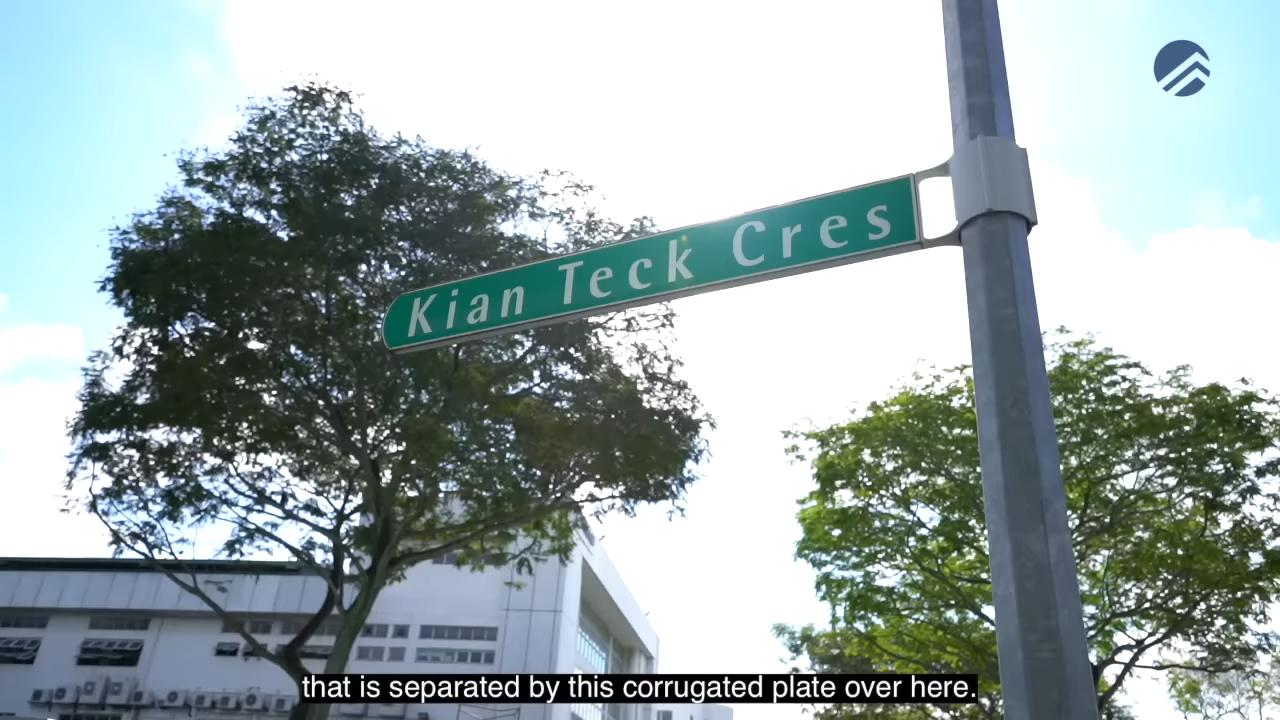 Kian Teck Cres
that is separated by this corrugated plate over here.